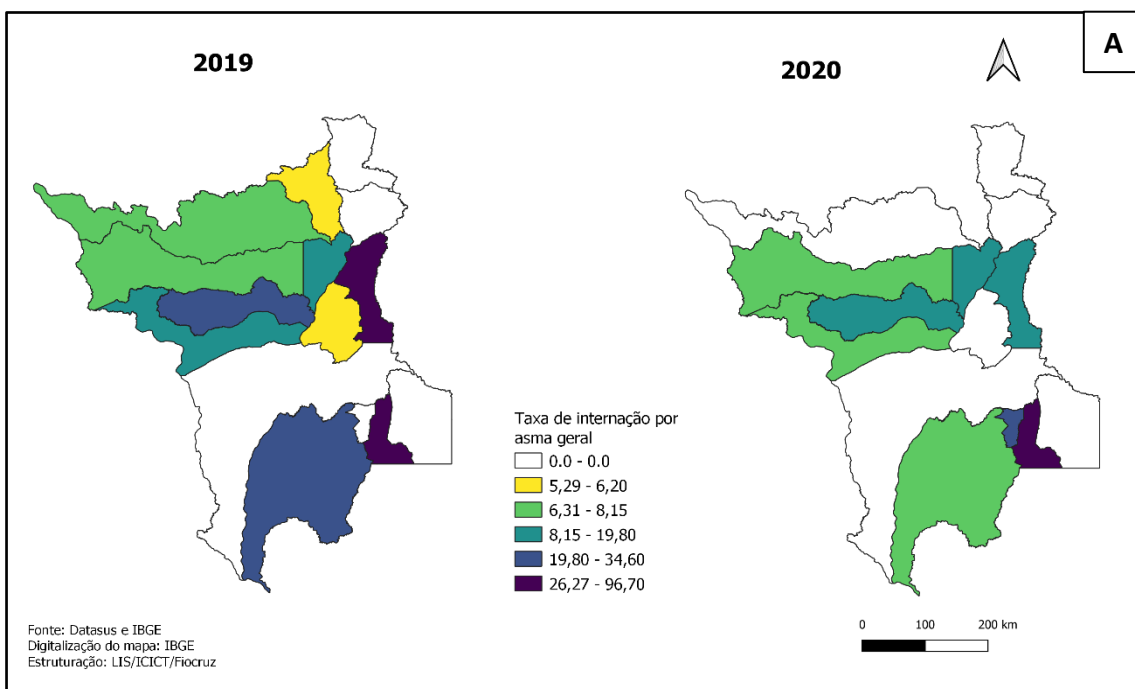 A
2019
2020
Taxa de internação por
asma geral
0.0 - 0.0
5,29 - 6,20
6,31 - 8,15
8,15 - 19,80
19,80 - 34,60
26,27 - 96,70
Fonte: Datasus e IBGE
Digitalização do mapa: IBGE
Estruturação: LIS/ICICT/Fiocruz
0 100 200 km